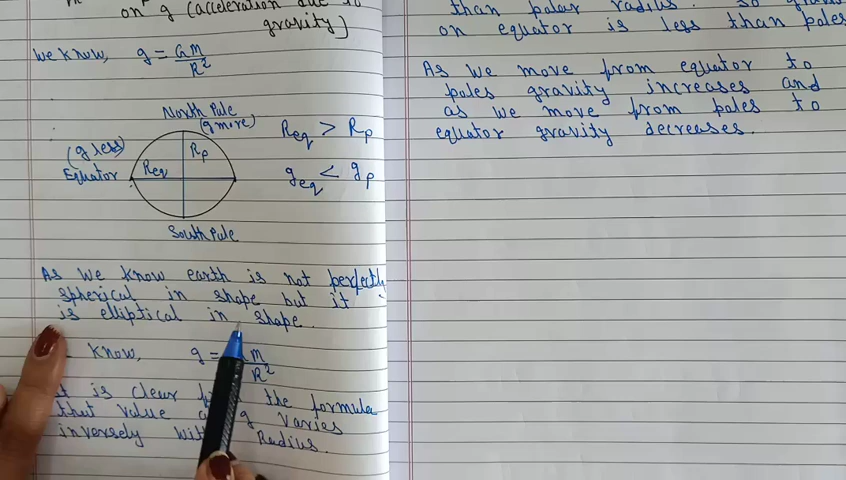 on g (acceleration due to
gravity]
We know, g = GM
R²
North Pole
(g more)
(g less)
Equator
Req
Rp
Req > Rp
geq < gp
South Pole
As we know earth is not perfectly
spherical in shape but it
is elliptical in shape.
know, g = M
R²
It is clear the formula
that value g varies
inversely with Radius.
than polar radius. So
on equator is less than poles
As we move from equator to
poles gravity increases and
as we move from poles to
equator gravity decreases.